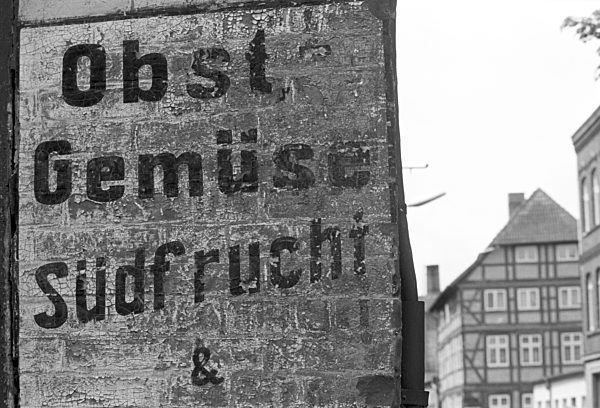 Obst-
Gemüse
Südfrucht
&